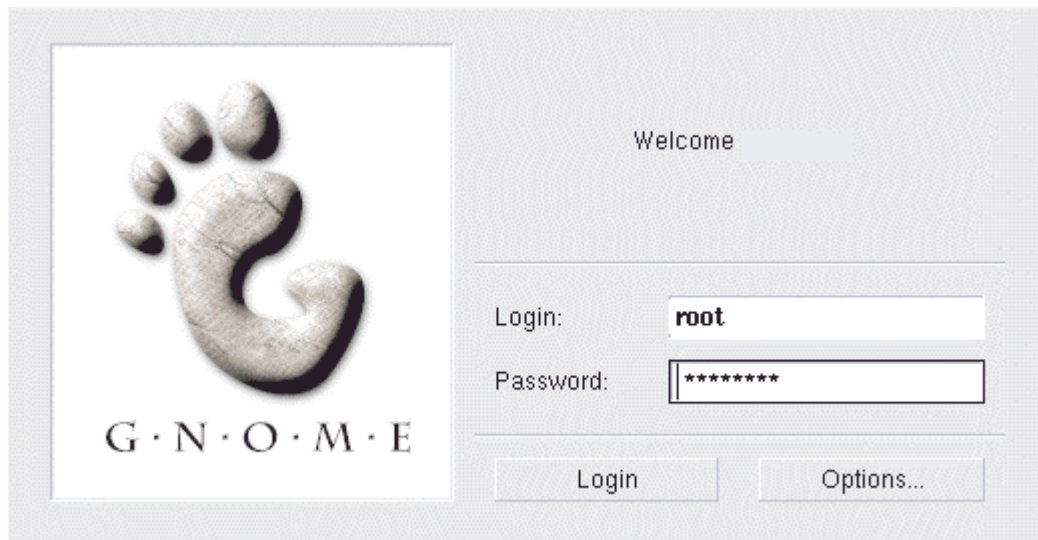 G·N·O·M·E
Welcome
Login:
root
Password:
********
Login
Options...